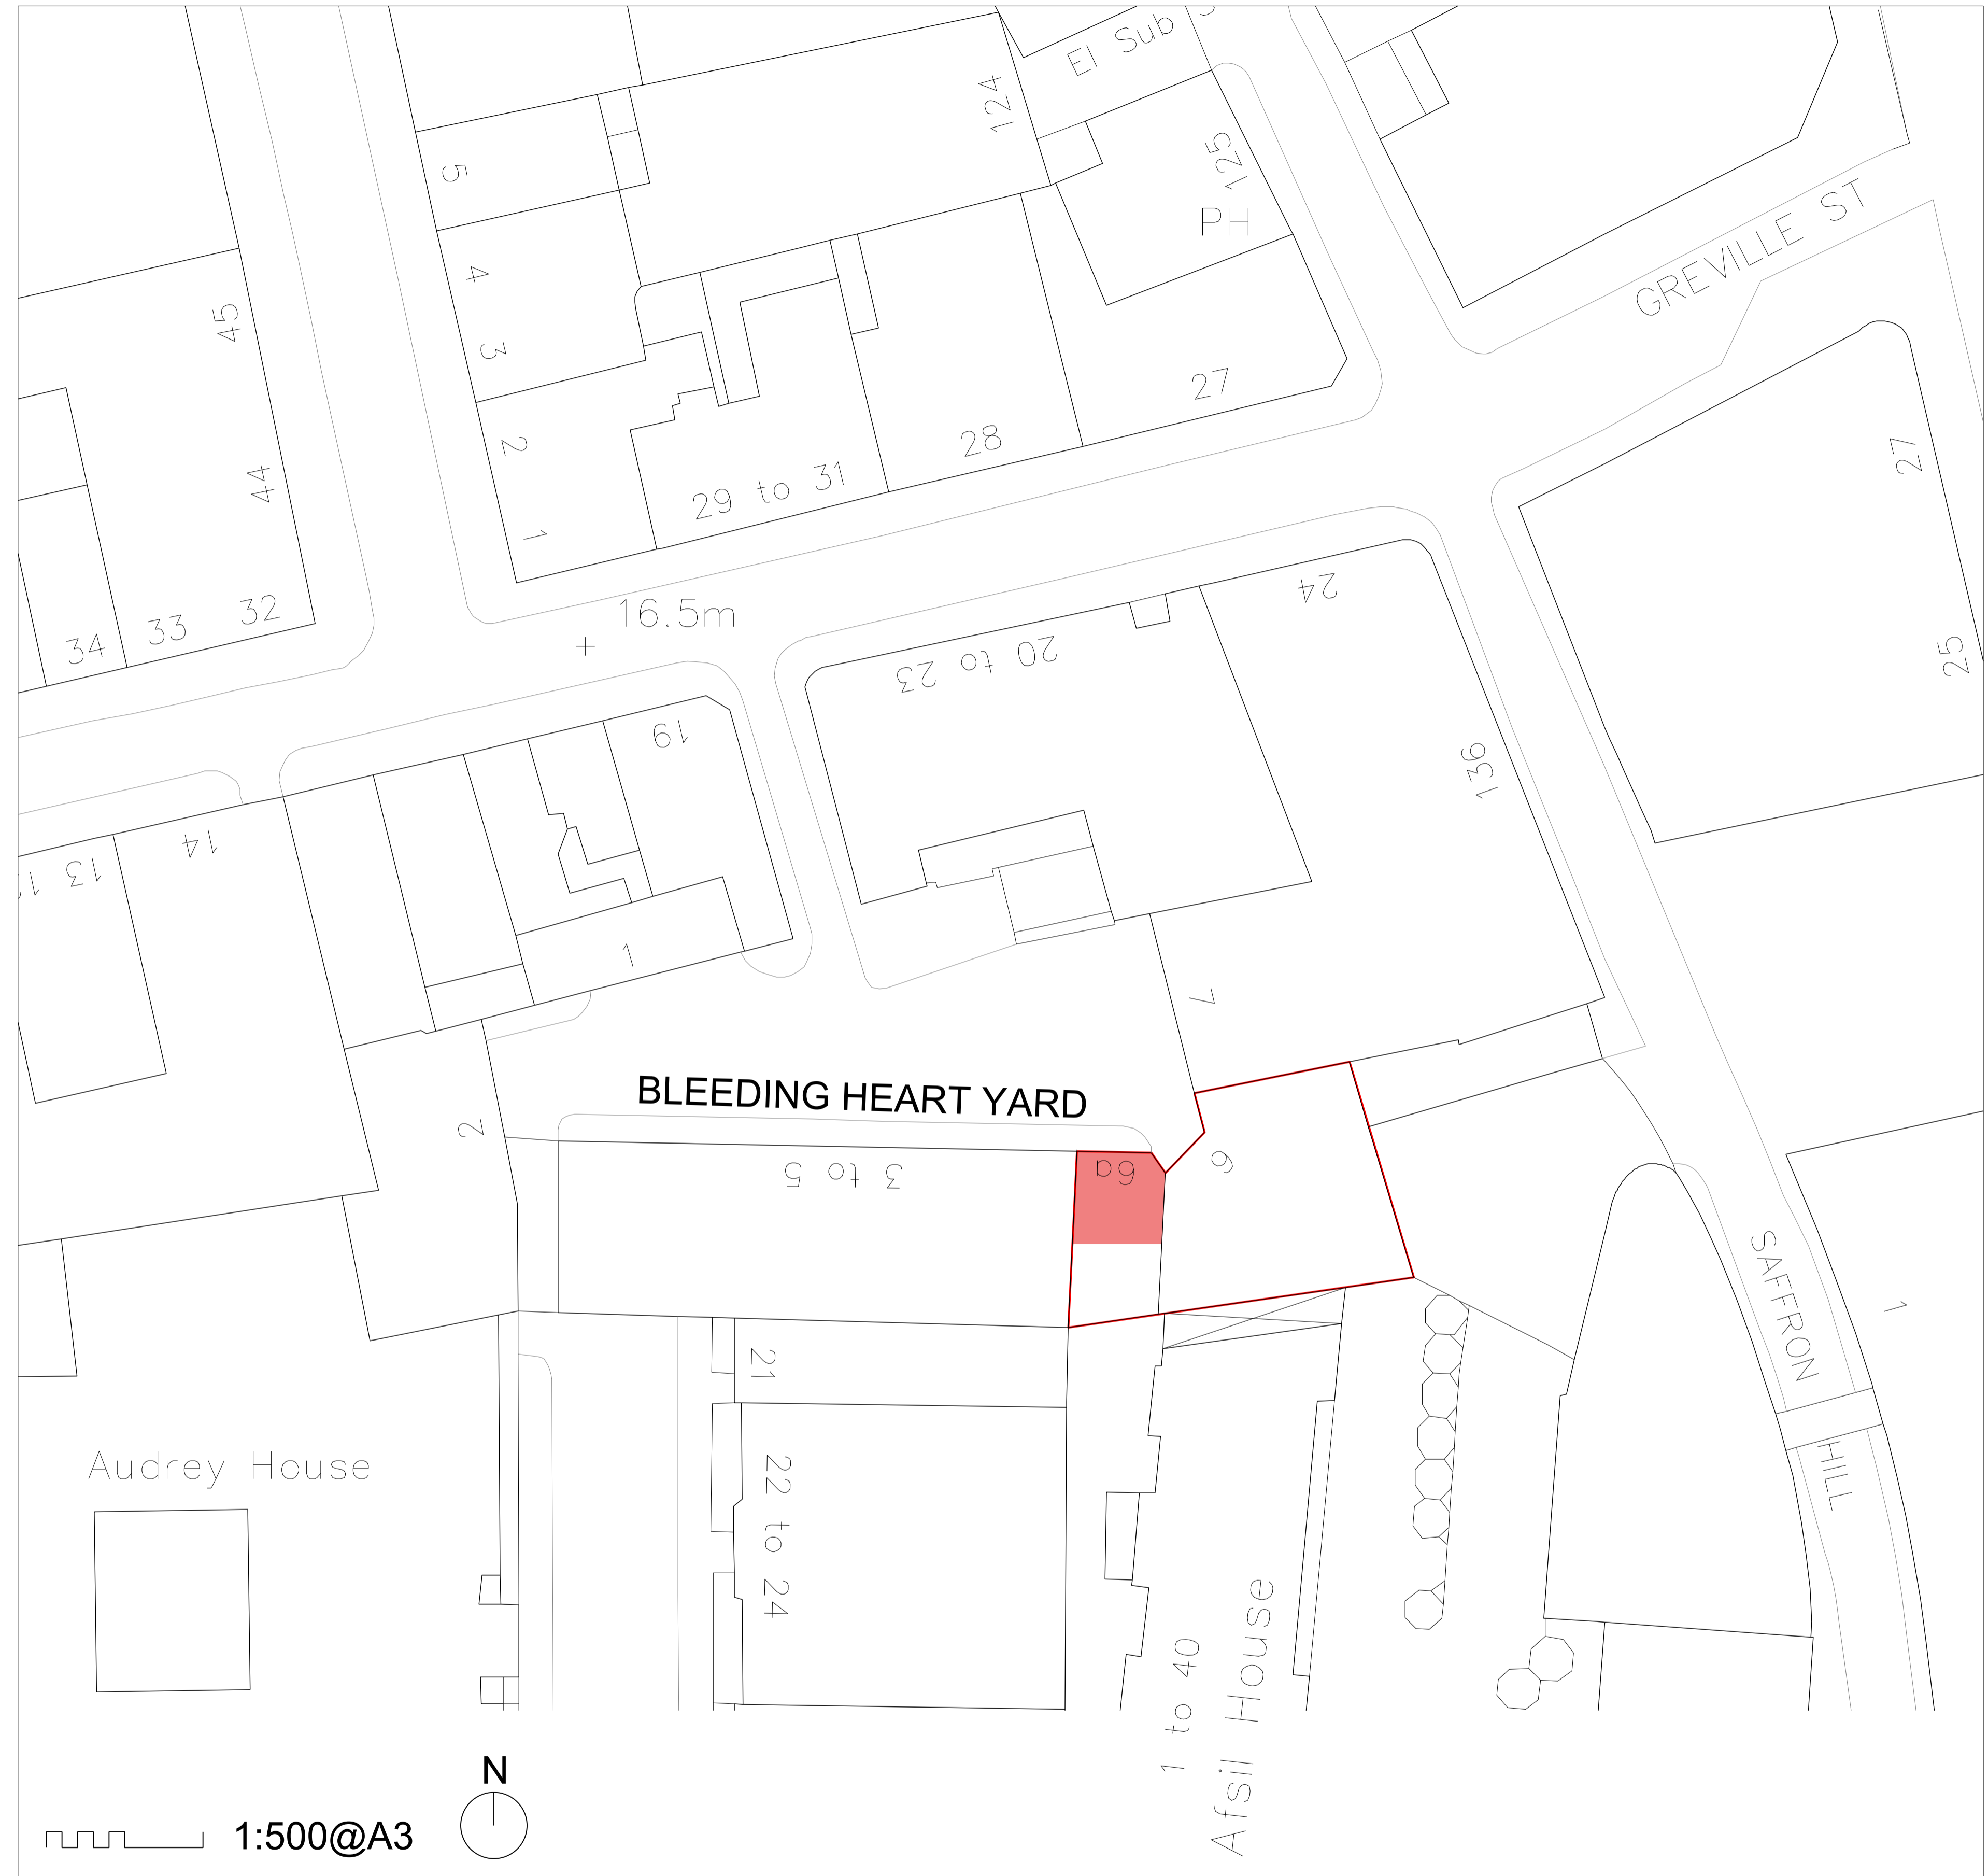 El Sub
124
125
PH
5
4
3
2
1
45
44
GREVILLE ST
27
28
29 to 31
27
25
34
33
32
16.5m
24
20 to 23
19
136
14
13
1
7
2
BLEEDING HEART YARD
3 to 5
6a
6
SAFFRON
HILL
1
21
22 to 24
Audrey House
1 to 40
Afsil House
N
1:500@A3